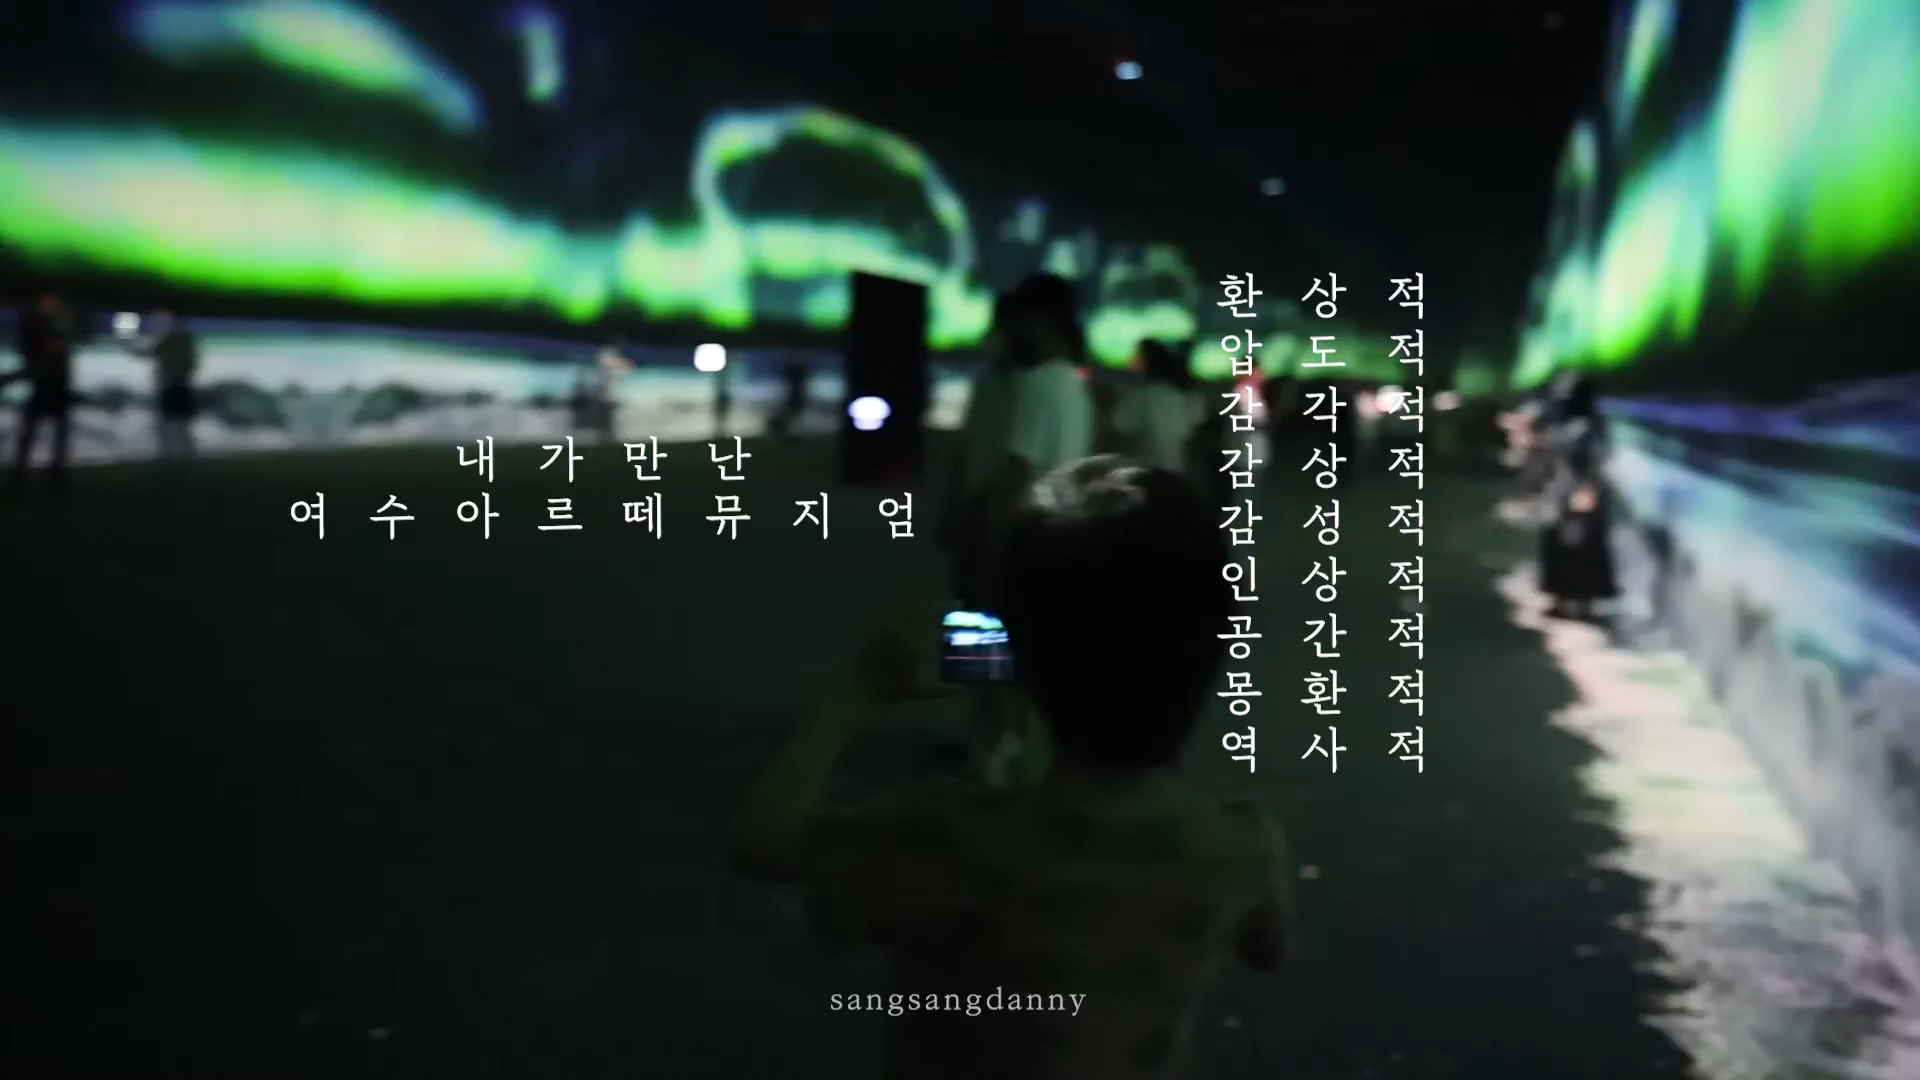 내가만난
여수아르떼뮤지엄
환상적
압도적
감각적
감상적
감성적
인상적
공간적
몽환적
역사적
sangsangdanny